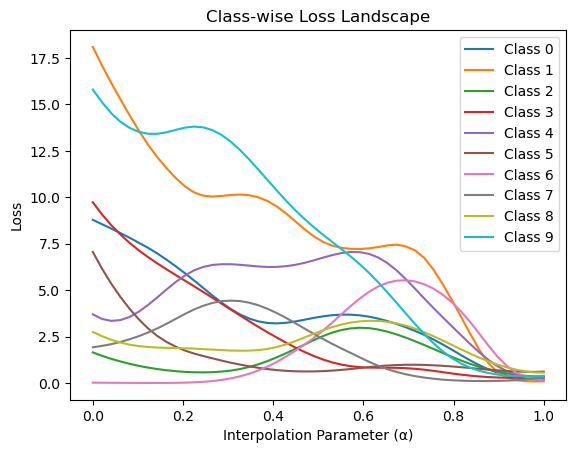 Class-wise Loss Landscape
Class 0
Class 1
Class 2
Class 3
Class 4
Class 5
Class 6
Class 7
Class 8
Class 9
17.5
15.0
12.5
10.0
7.5
5.0
2.5
0.0
Loss
0.0 0.2 0.4 0.6 0.8 1.0
Interpolation Parameter (α)